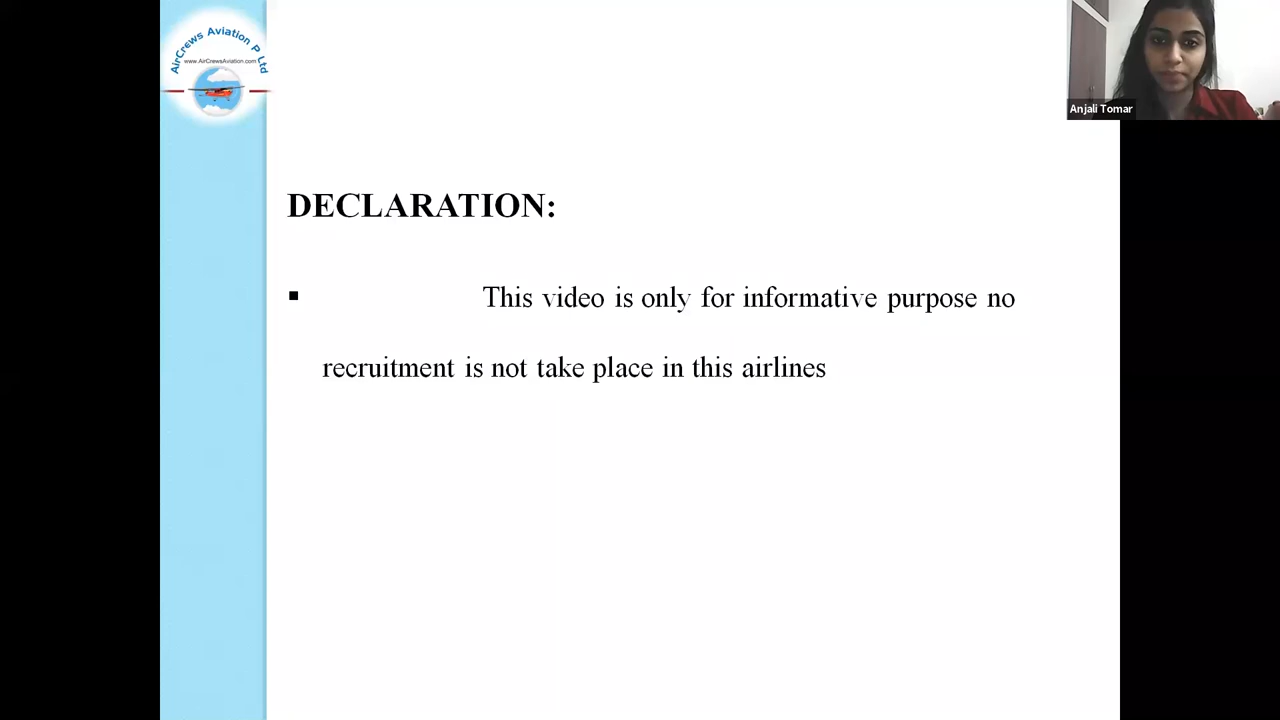 AirCrews Aviation P Ltd
www.AirCrewsAviation.com
Anjali Tomar
DECLARATION:
▪ This video is only for informative purpose no
recruitment is not take place in this airlines